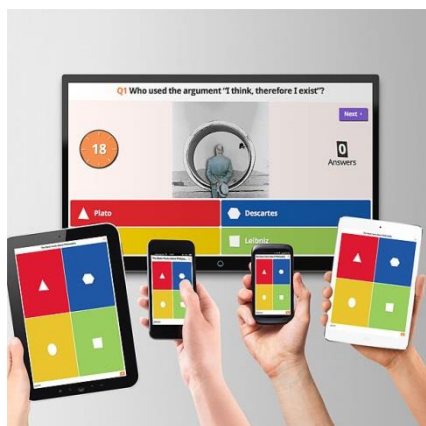 Q1 Who used the argument "I think, therefore I exist"?
Next
18
0
Answers
Plato
Descartes
Leibniz